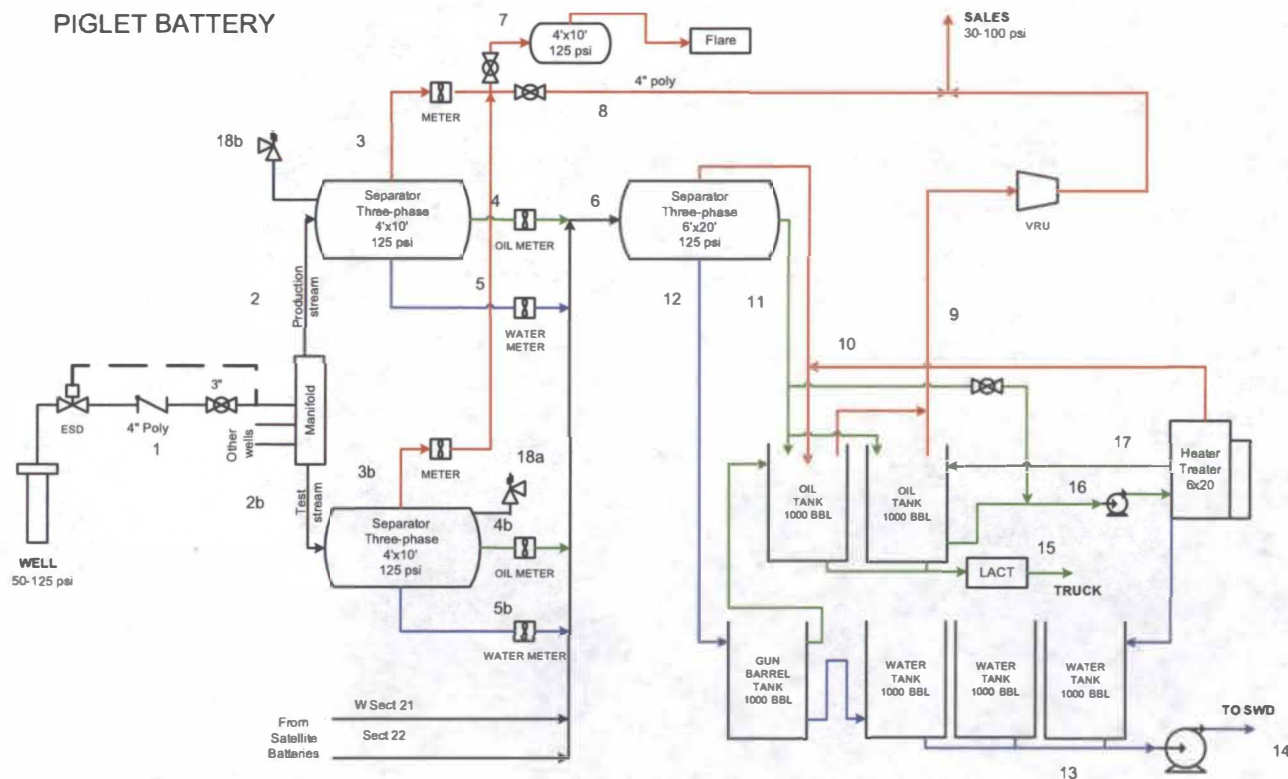 PIGLET BATTERY
7
4'x10'
125 psi
Flare
SALES
30-100 psi
4" poly
METER
8
18b
3
Separator
Three-phase
4'x10'
125 psi
4
OIL METER
6
Separator
Three-phase
6'x20'
125 psi
VRU
2
Production
stream
5
WATER
METER
12
11
9
10
3"
Manifold
ESD
4" Poly
1
Other
wells
METER
18a
3b
2b
Test
stream
Separator
Three-phase
4'x10'
125 psi
4b
OIL METER
WELL
50-125 psi
5b
WATER METER
OIL
TANK
1000 BBL
OIL
TANK
1000 BBL
17
Heater
Treater
6x20
16
15
LACT
TRUCK
GUN
BARREL
TANK
1000 BBL
WATER
TANK
1000 BBL
WATER
TANK
1000 BBL
WATER
TANK
1000 BBL
W Sect 21
From
Satellite
Batteries
Sect 22
TO SWD
14
13